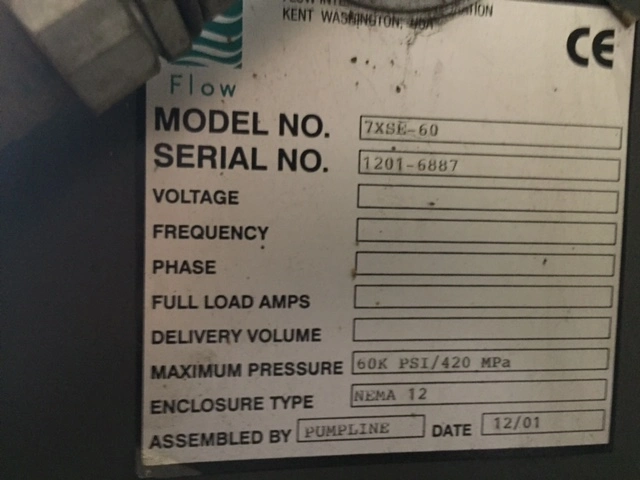 KENT WASHINGTON, USA
CE
Flow
MODEL NO. 7XSE-60
SERIAL NO. 1201-6887
VOLTAGE
FREQUENCY
PHASE
FULL LOAD AMPS
DELIVERY VOLUME
MAXIMUM PRESSURE 60K PSI/420 MPa
ENCLOSURE TYPE NEMA 12
ASSEMBLED BY PUMPLINE DATE 12/01